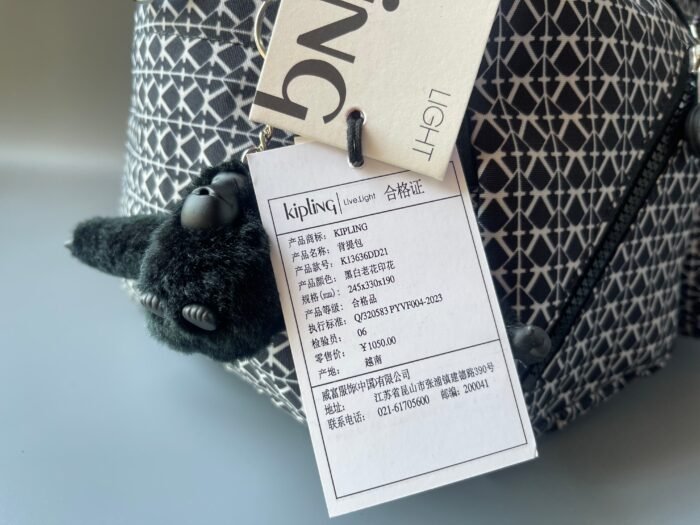 ING
LIGHT
kipling Live.Light 合格证
产品商标: KIPLING
产品名称: 背提包
产品款号: K13636DD21
产品颜色: 黑白老花印花
规格(mm): 245x330x190
产品等级: 合格品
执行标准: Q/320583 PYVF004-2023
检验员: 06
零售价: ￥1050.00
产地: 越南
威富服饰(中国)有限公司
地址: 江苏省昆山市张浦镇建德路390号
联系电话: 021-61705600 邮编: 200041